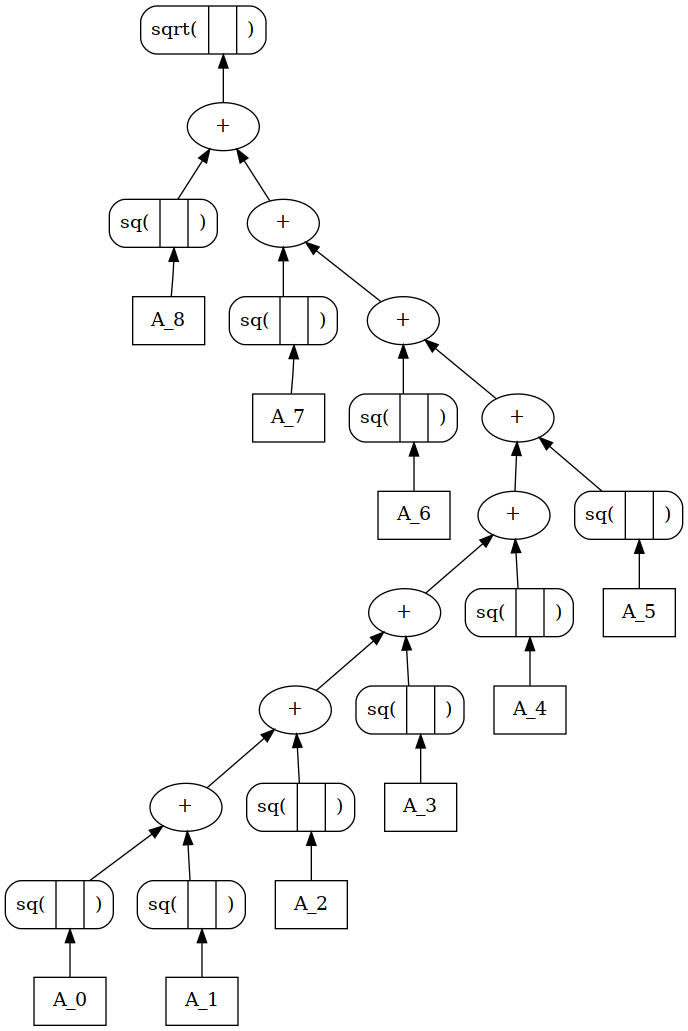 sqrt( )
+
sq( ) +
A_8 sq( ) +
A_7 sq( ) +
A_6 + sq( )
+ sq( ) A_5
+ sq( ) A_4
+ sq( ) A_3
sq( ) sq( ) A_2
A_0 A_1